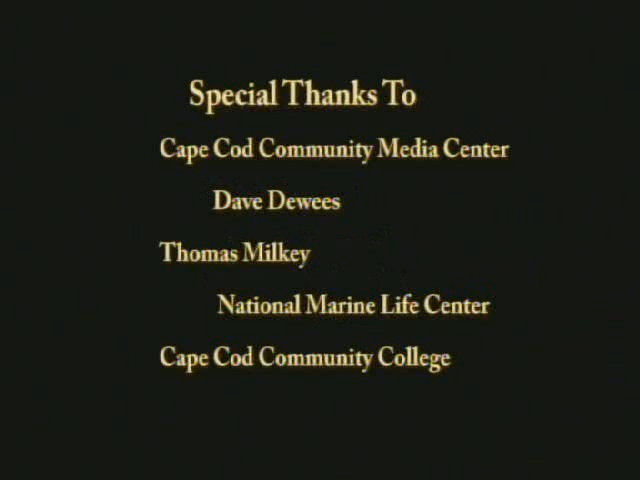 Special Thanks To
Cape Cod Community Media Center
Dave Dewees
Thomas Milkey
National Marine Life Center
Cape Cod Community College